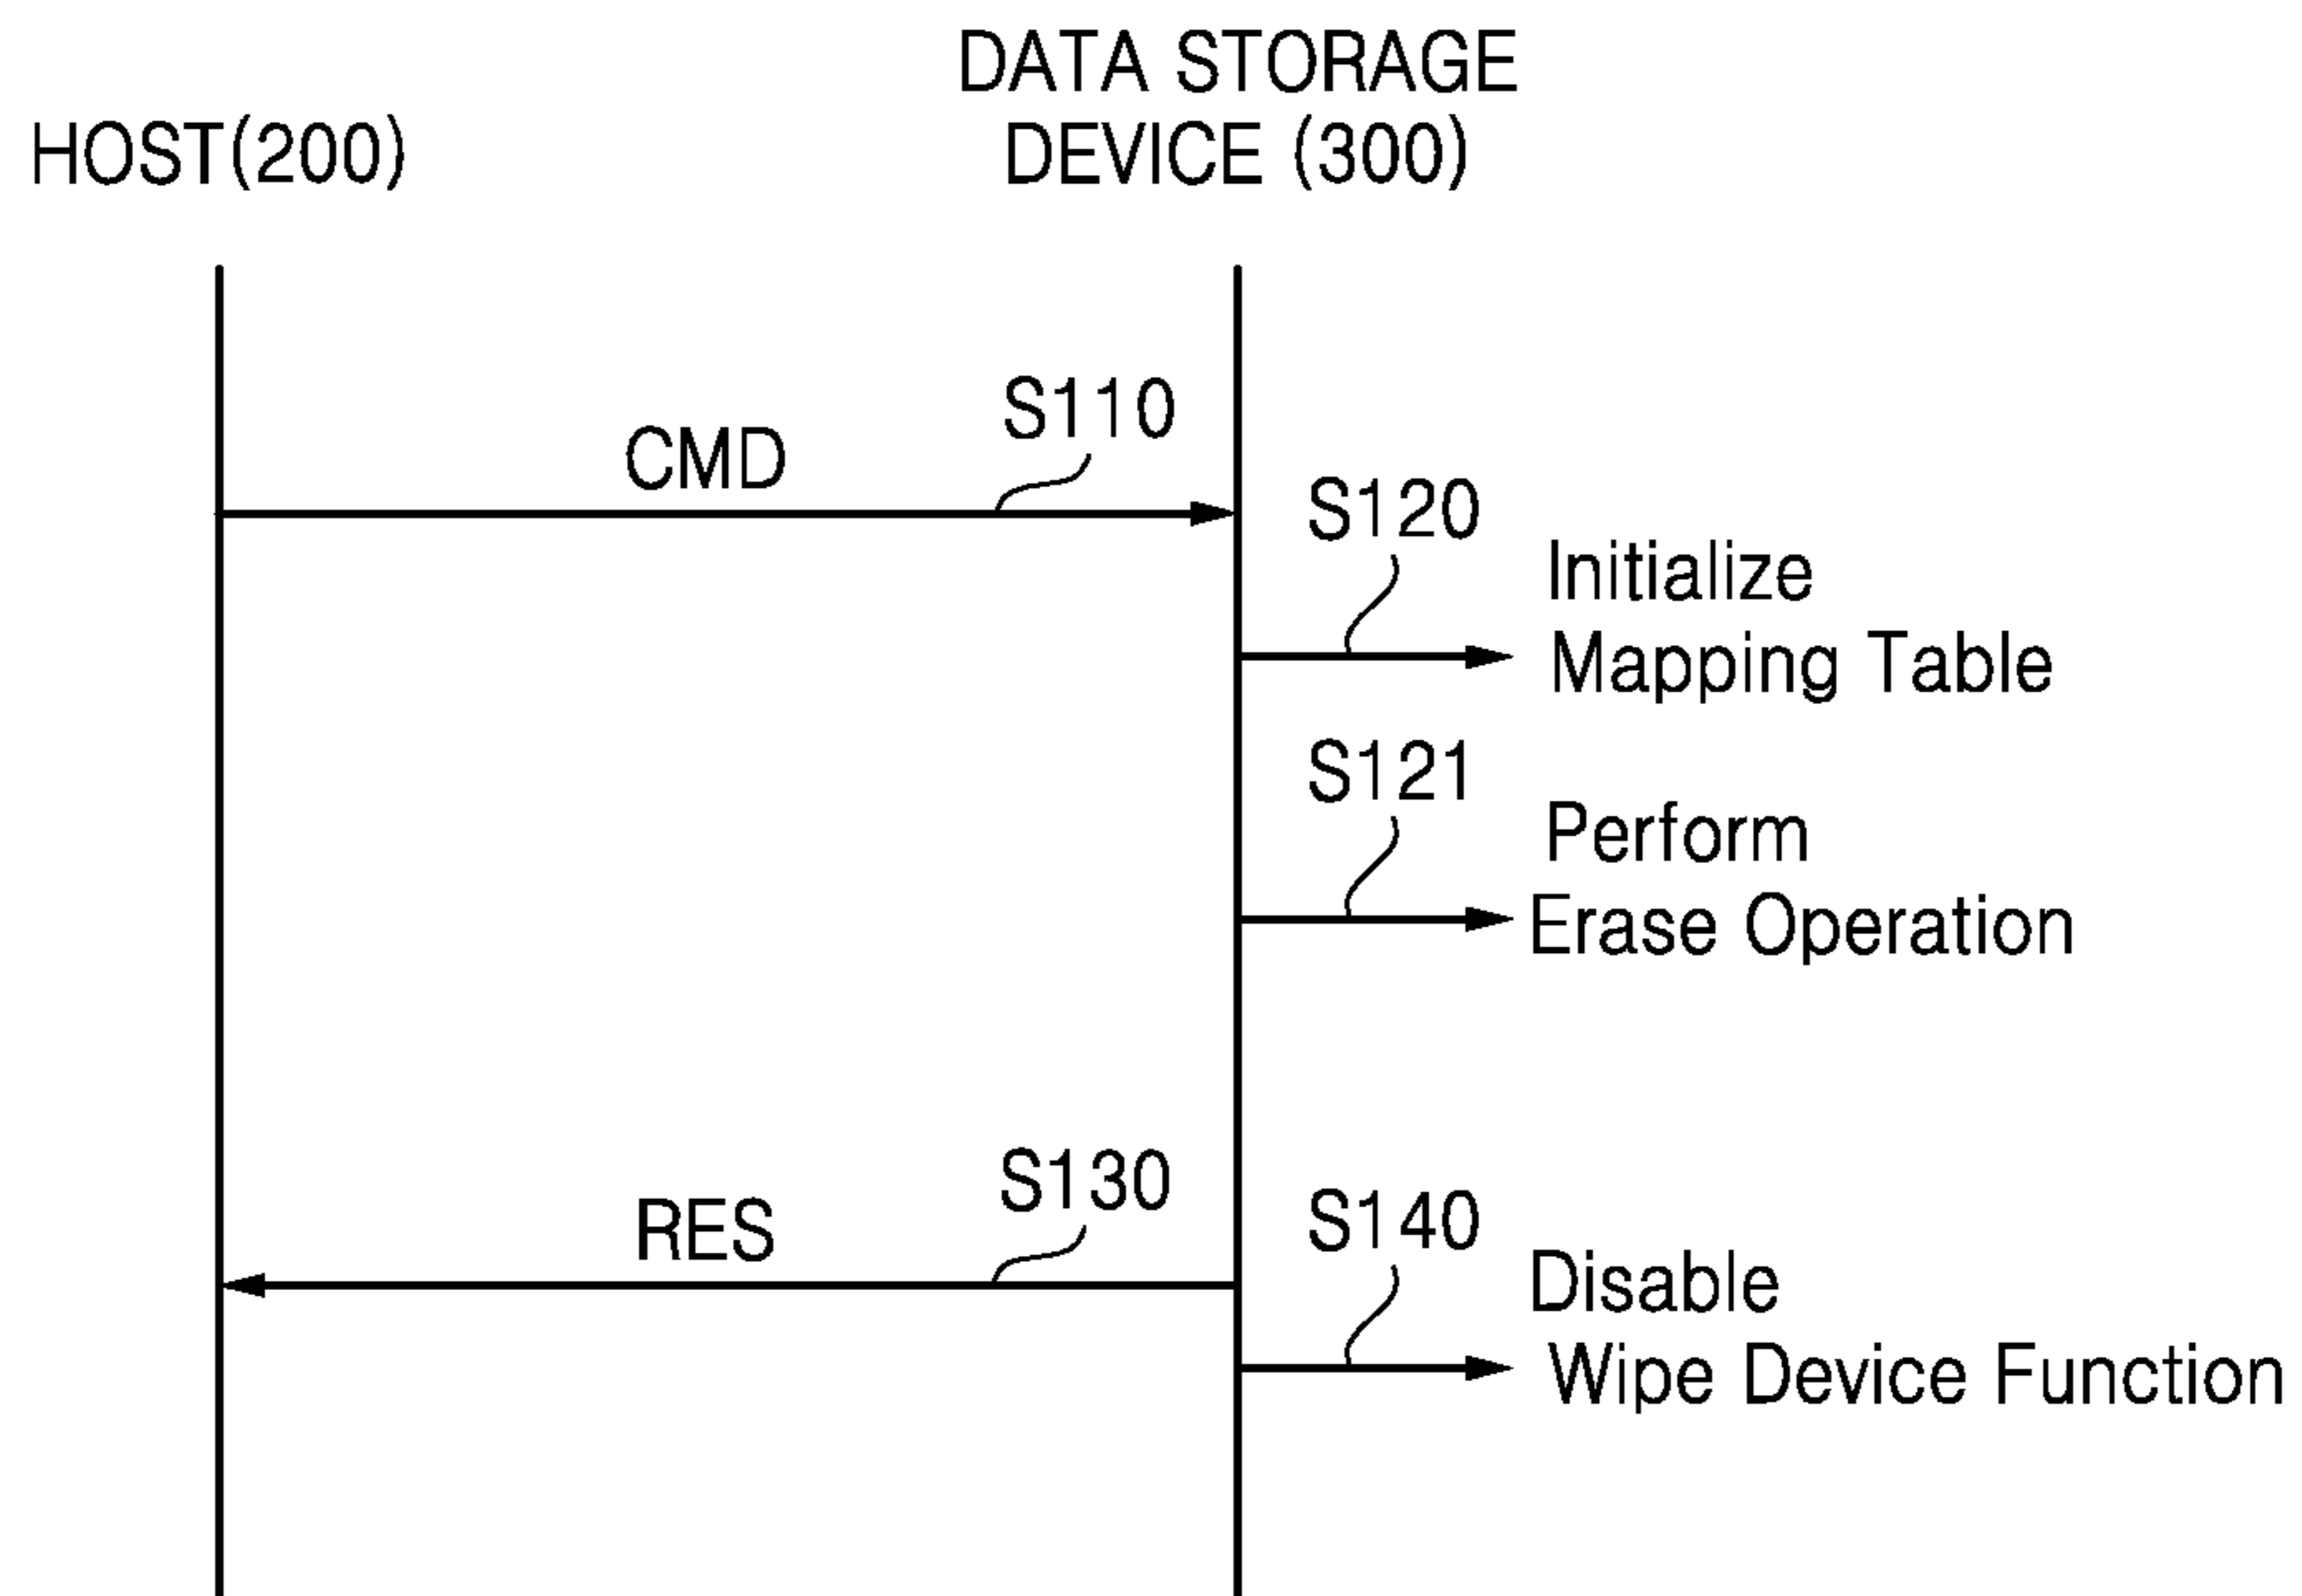 DATA STORAGE
HOST(200)
DEVICE (300)
S110
CMD
S120
Initialize
Mapping Table
S121
Perform
Erase Operation
S130
RES
S140
Disable
Wipe Device Function